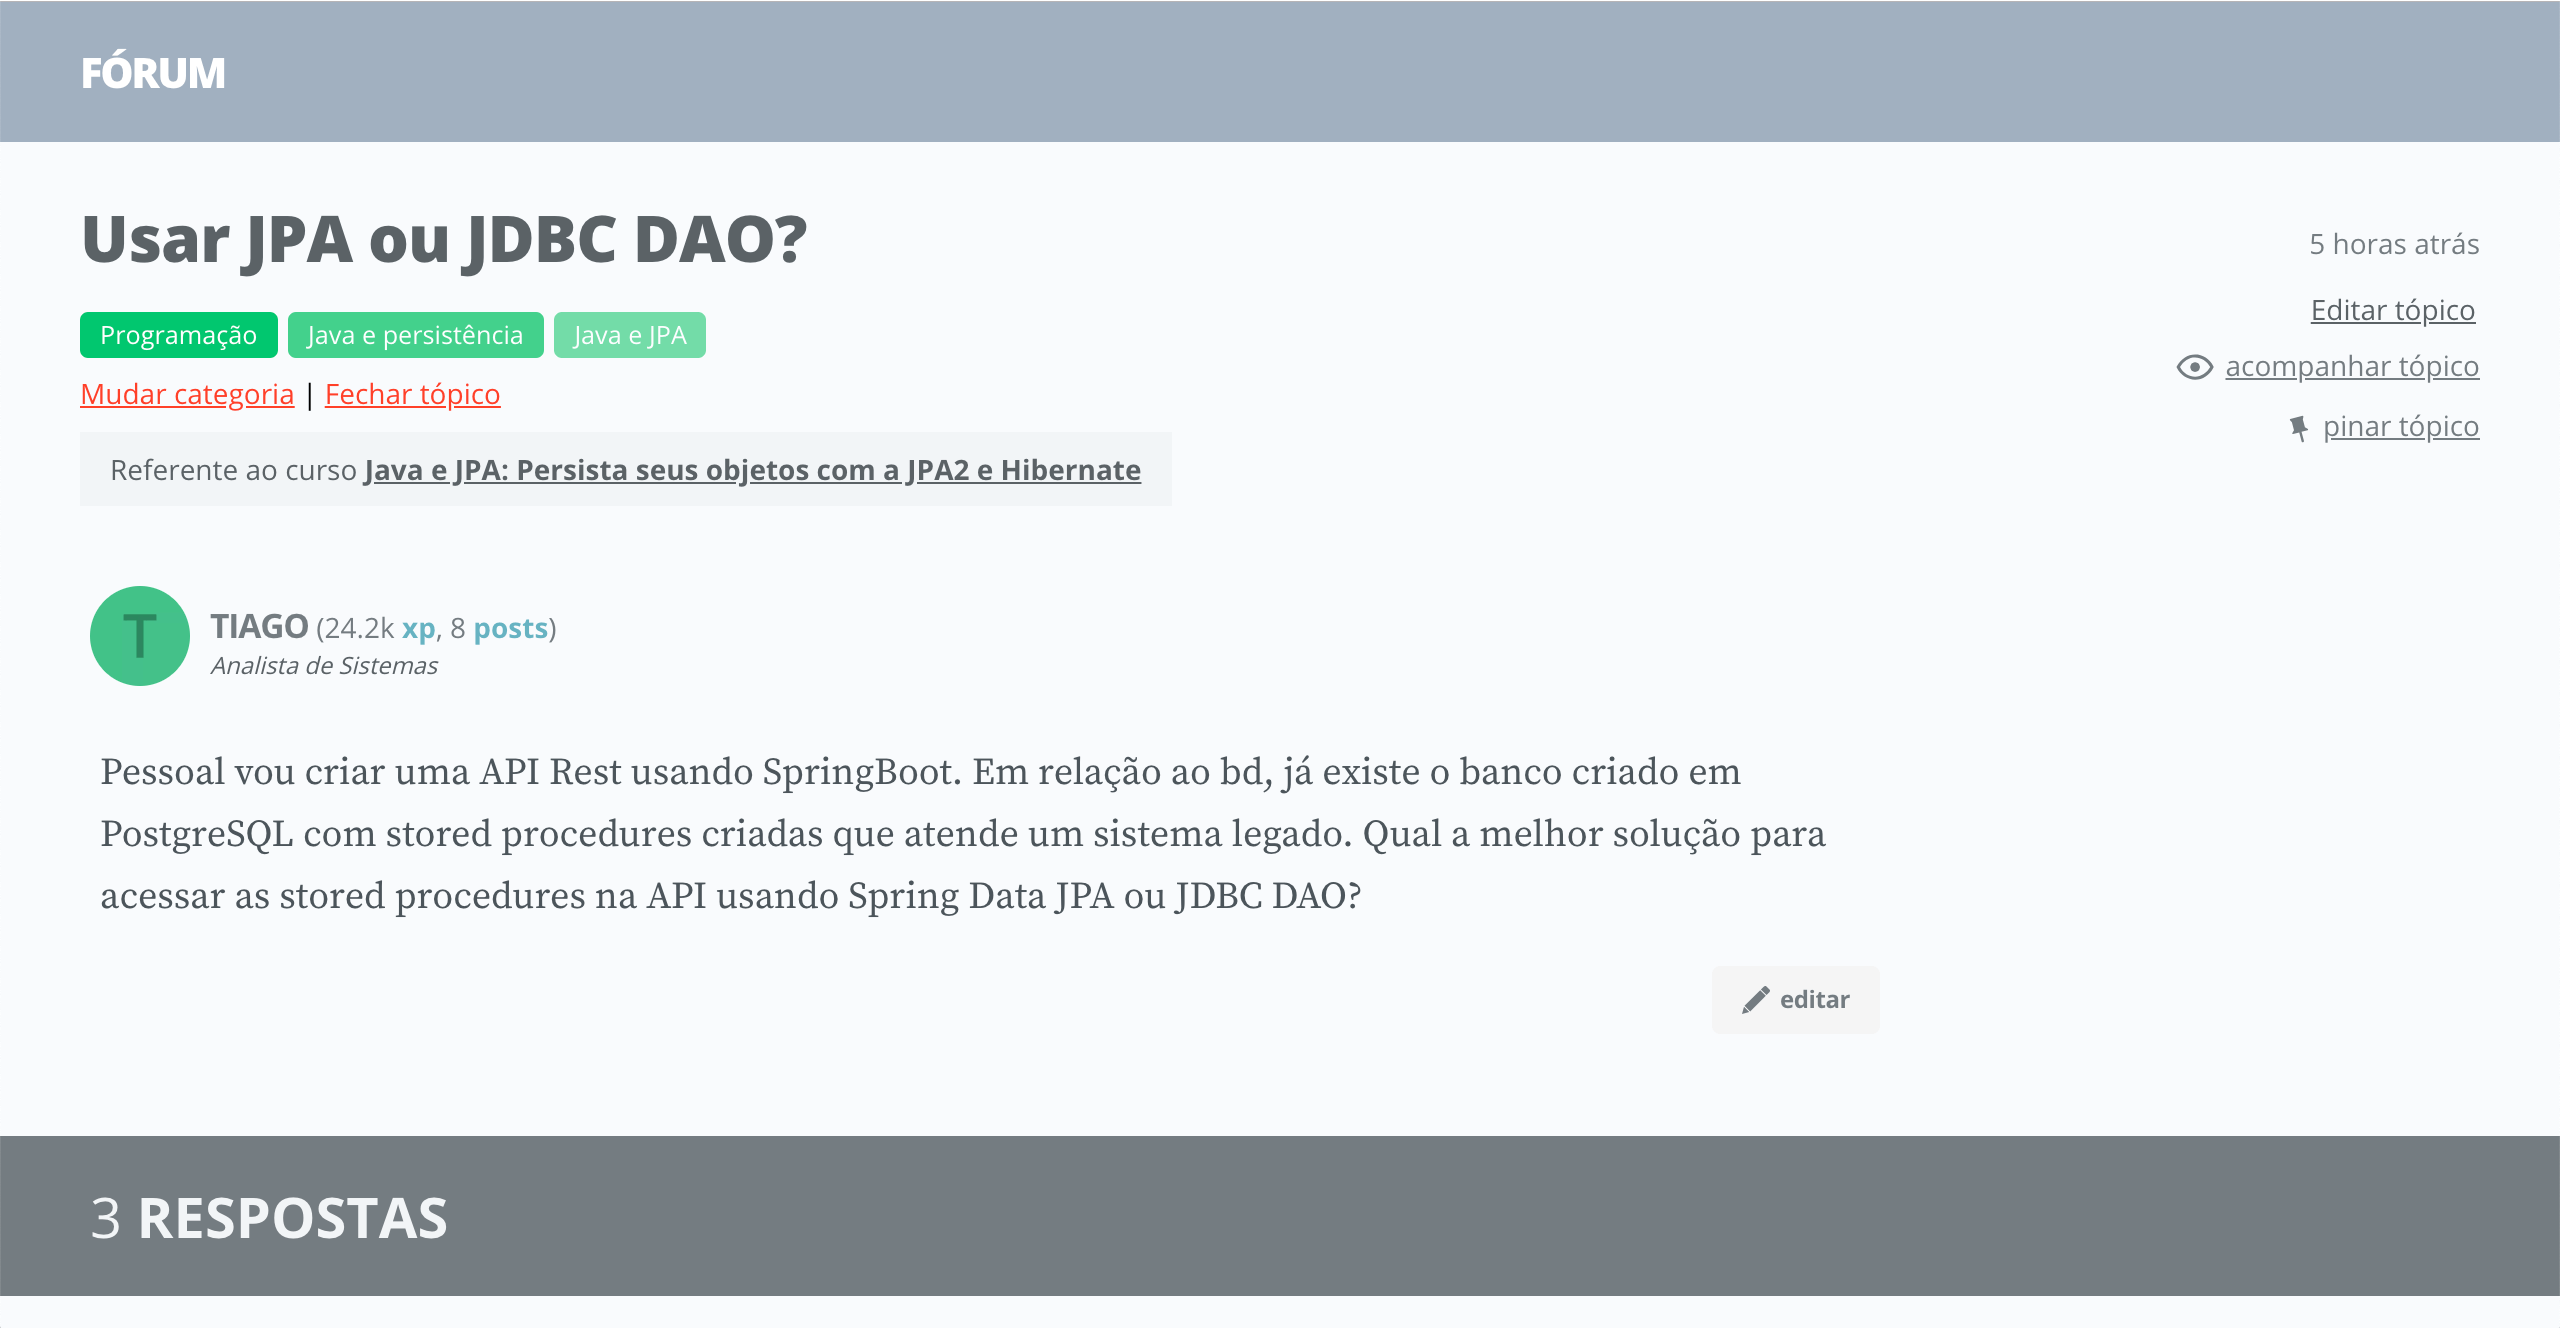 FÓRUM
Usar JPA ou JDBC DAO?
5 horas atrás
Programação Java e persistência Java e JPA
Editar tópico
Mudar categoria | Fechar tópico
acompanhar tópico
pinar tópico
Referente ao curso Java e JPA: Persista seus objetos com a JPA2 e Hibernate
T
TIAGO (24.2k xp, 8 posts)
Analista de Sistemas
Pessoal vou criar uma API Rest usando SpringBoot. Em relação ao bd, já existe o banco criado em
PostgreSQL com stored procedures criadas que atende um sistema legado. Qual a melhor solução para
acessar as stored procedures na API usando Spring Data JPA ou JDBC DAO?
editar
3 RESPOSTAS